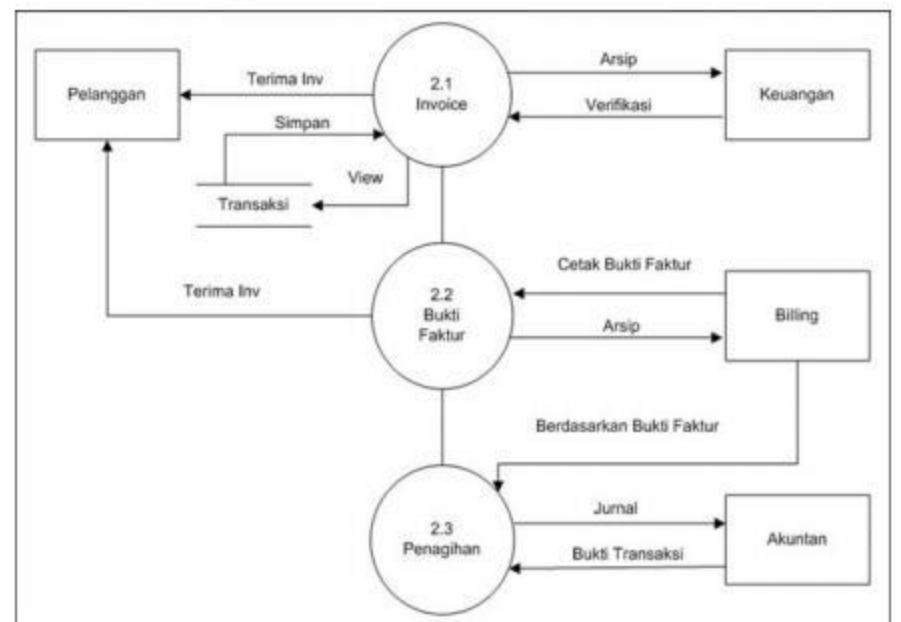 Pelanggan
Terima Inv
2.1
Invoice
Arsip
Verifikasi
Keuangan
Simpan
View
Transaksi
Terima Inv
2.2
Bukti
Faktur
Cetak Bukti Faktur
Arsip
Billing
Berdasarkan Bukti Faktur
2.3
Penagihan
Jurnal
Bukti Transaksi
Akuntan